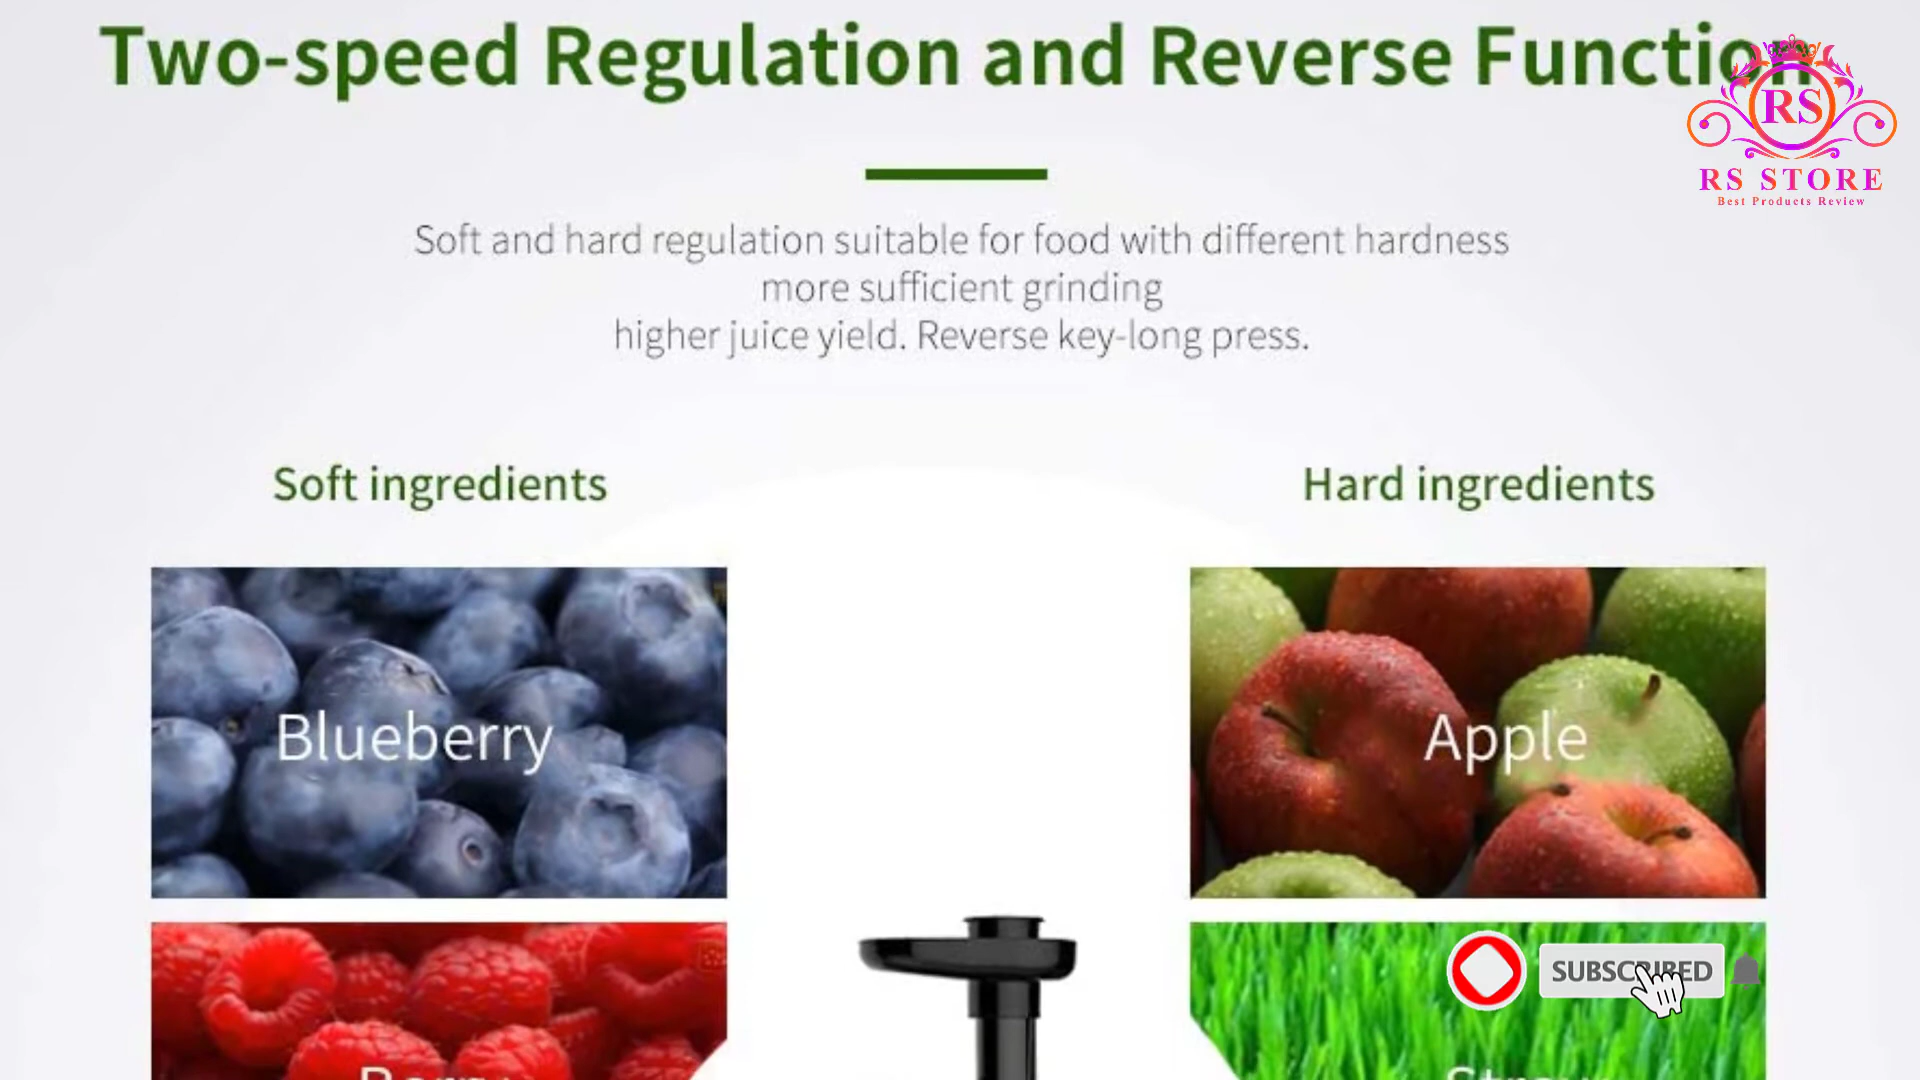 Two-speed Regulation and Reverse Function
RS
RS STORE
Best Products Review
Soft and hard regulation suitable for food with different hardness
more sufficient grinding
higher juice yield. Reverse key-long press.
Soft ingredients
Hard ingredients
Blueberry
Apple
SUBSCRIBED
Berry